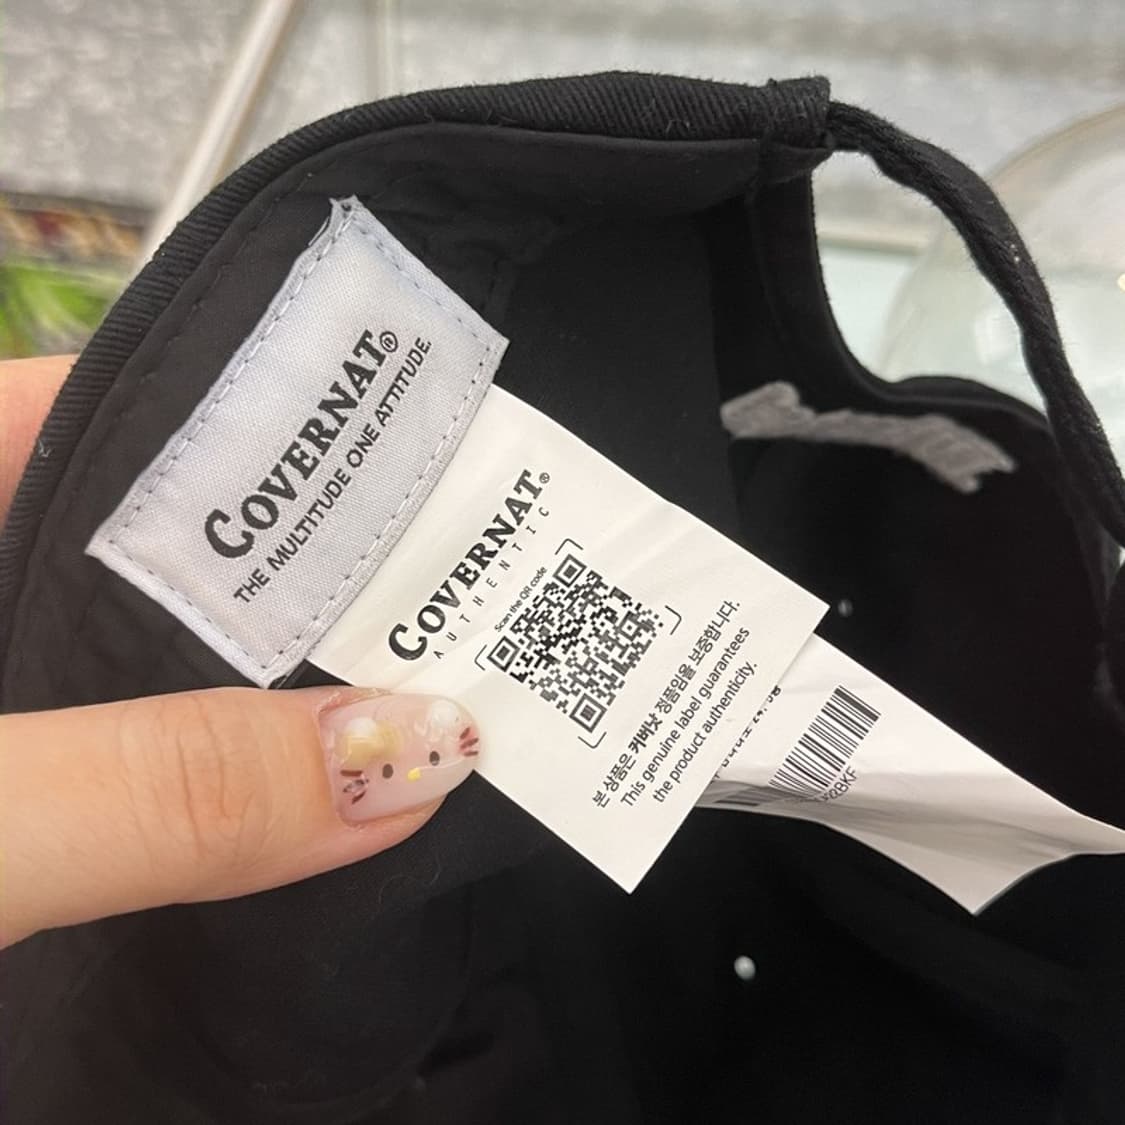 COVERNAT®
THE MULTITUDE ONE ATTITUDE.
COVERNAT®
AUTHENTIC
Scan the QR code
본 상품은 커버낫 정품임을 보증합니다.
This genuine label guarantees
the product authenticity.